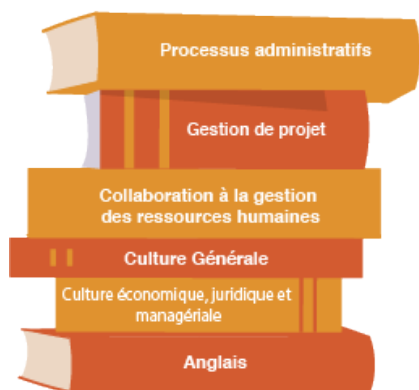 Processus administratifs
Gestion de projet
Collaboration à la gestion
des ressources humaines
Culture Générale
Culture économique, juridique et
managériale
Anglais